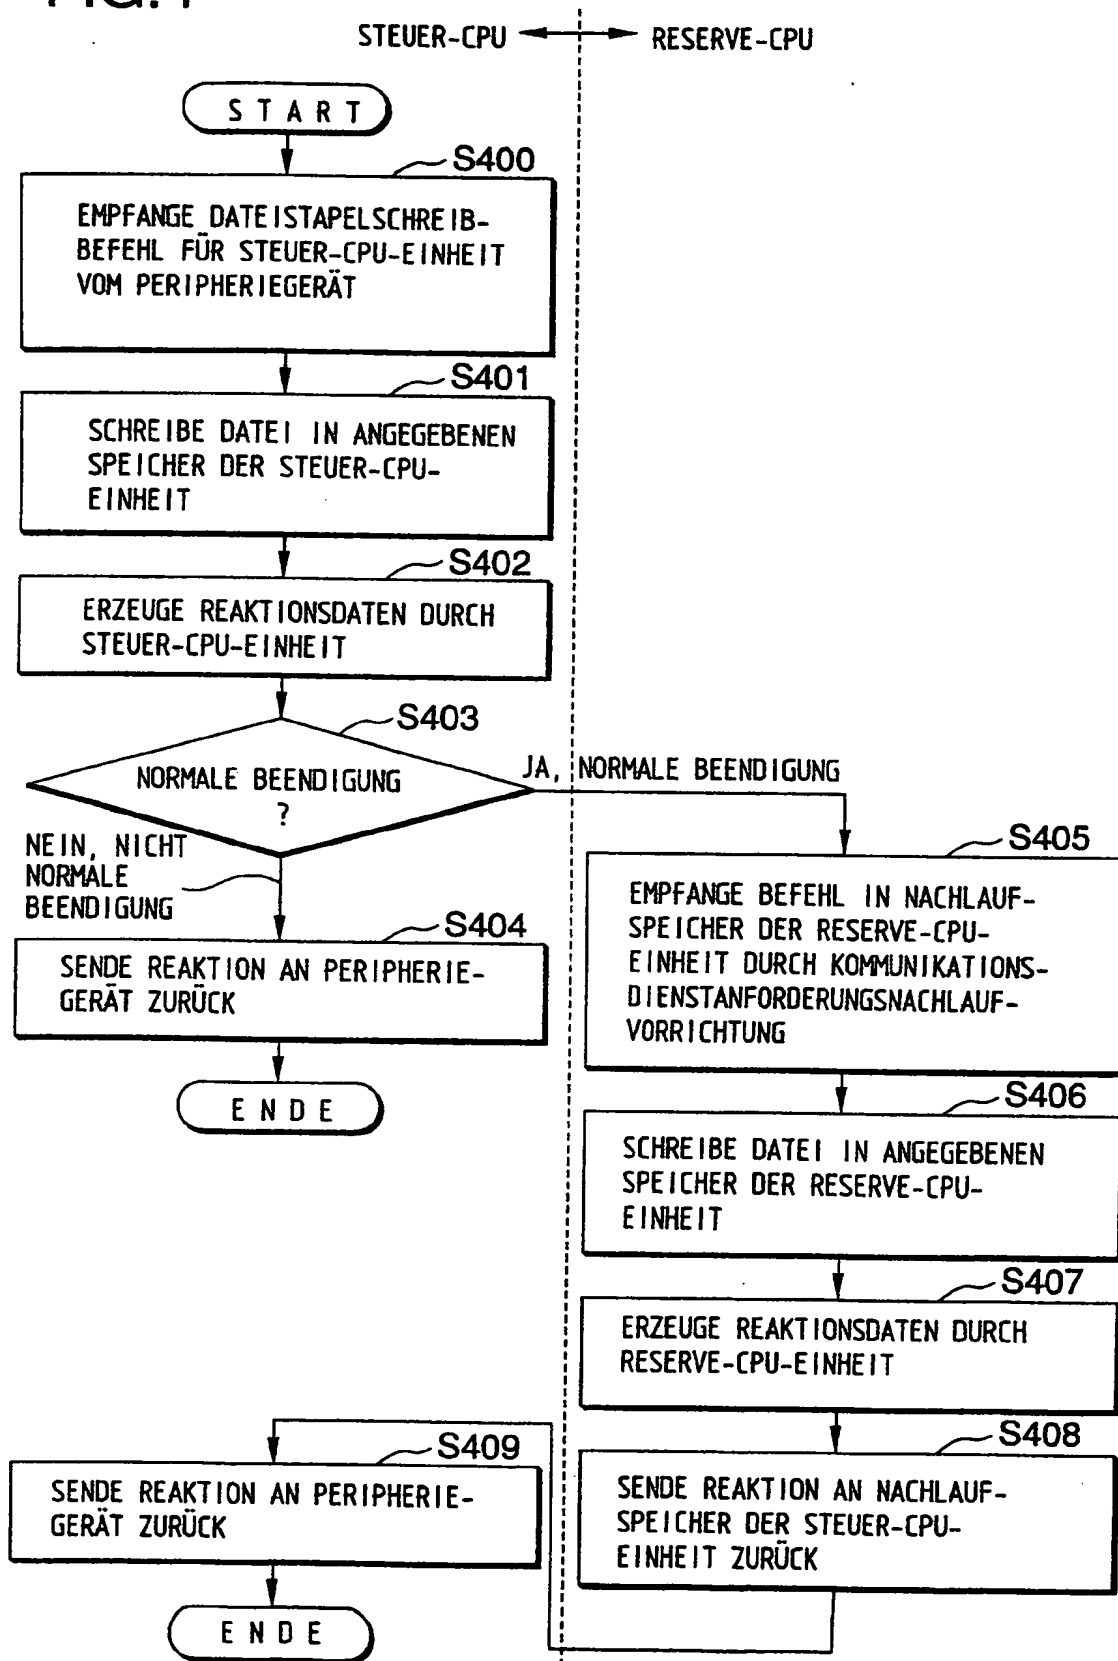 STEUER-CPU
RESERVE-CPU
START
S400
EMPFANGE DATEISTAPELSCHREIB-
BEFEHL FÜR STEUER-CPU-EINHEIT
VOM PERIPHERIEGERÄT
S401
SCHREIBE DATEI IN ANGEGEBENEN
SPEICHER DER STEUER-CPU-
EINHEIT
S402
ERZEUGE REAKTIONSDATEN DURCH
STEUER-CPU-EINHEIT
S403
NORMALE BEENDIGUNG
?
JA, NORMALE BEENDIGUNG
NEIN, NICHT
NORMALE
BEENDIGUNG
S404
SENDE REAKTION AN PERIPHERIE-
GERÄT ZURÜCK
ENDE
S405
EMPFANGE BEFEHL IN NACHLAUF-
SPEICHER DER RESERVE-CPU-
EINHEIT DURCH KOMMUNIKATIONS-
DIENSTANFORDERUNGSNACHLAUF-
VORRICHTUNG
S406
SCHREIBE DATEI IN ANGEGEBENEN
SPEICHER DER RESERVE-CPU-
EINHEIT
S407
ERZEUGE REAKTIONSDATEN DURCH
RESERVE-CPU-EINHEIT
S408
SENDE REAKTION AN NACHLAUF-
SPEICHER DER STEUER-CPU-
EINHEIT ZURÜCK
S409
SENDE REAKTION AN PERIPHERIE-
GERÄT ZURÜCK
ENDE